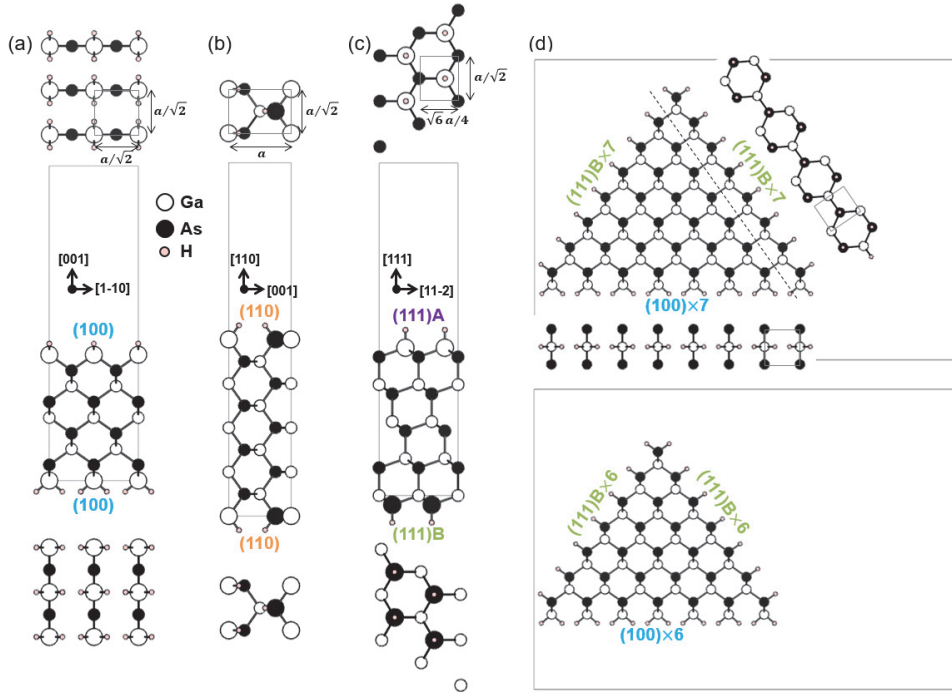 (a)
(b)
(c)
(d)
a/√2
a/√2
a/√2
a
a/√2
√6 a/4
Ga
As
H
[001]
[1-10]
(100)
(100)
[110]
[001]
(110)
(110)
[111]
[11-2]
(111)A
(111)B
(111)B×7
(111)B×7
(100)×7
(111)B×6
(111)B×6
(100)×6